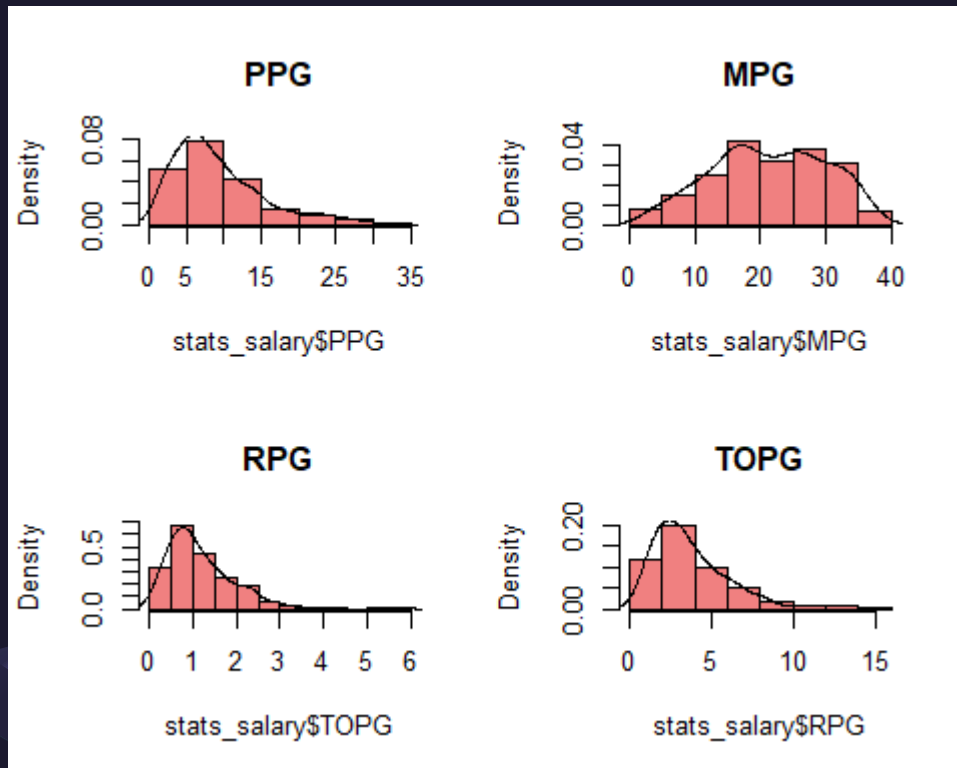 PPG
Density
0.00 0.08
0 5 15 25 35
stats_salary$PPG
MPG
Density
0.00 0.04
0 10 20 30 40
stats_salary$MPG
RPG
Density
0.0 0.5
0 1 2 3 4 5 6
stats_salary$TOPG
TOPG
Density
0.00 0.20
0 5 10 15
stats_salary$RPG